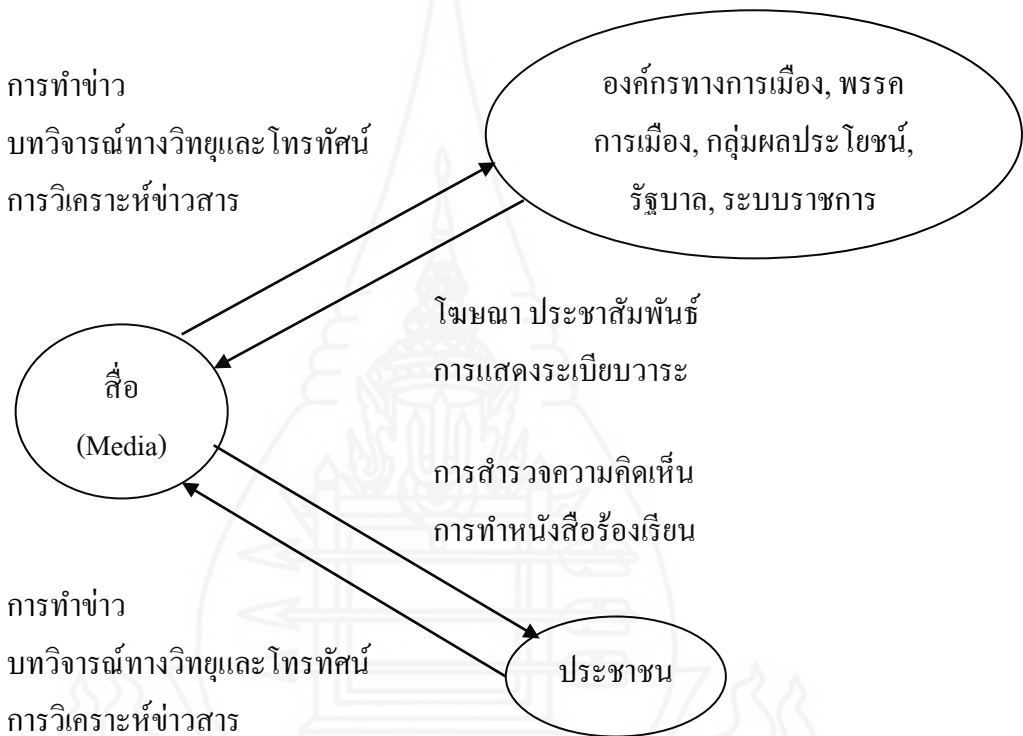 การทำข่าว
บทวิจารณ์ทางวิทยุและโทรทัศน์
การวิเคราะห์ข่าวสาร
องค์กรทางการเมือง, พรรค
การเมือง, กลุ่มผลประโยชน์,
รัฐบาล, ระบบราชการ
โฆษณา ประชาสัมพันธ์
การแสดงระเบียบวาระ
สื่อ
(Media)
การสำรวจความคิดเห็น
การทำหนังสือร้องเรียน
การทำข่าว
บทวิจารณ์ทางวิทยุและโทรทัศน์
การวิเคราะห์ข่าวสาร
ประชาชน